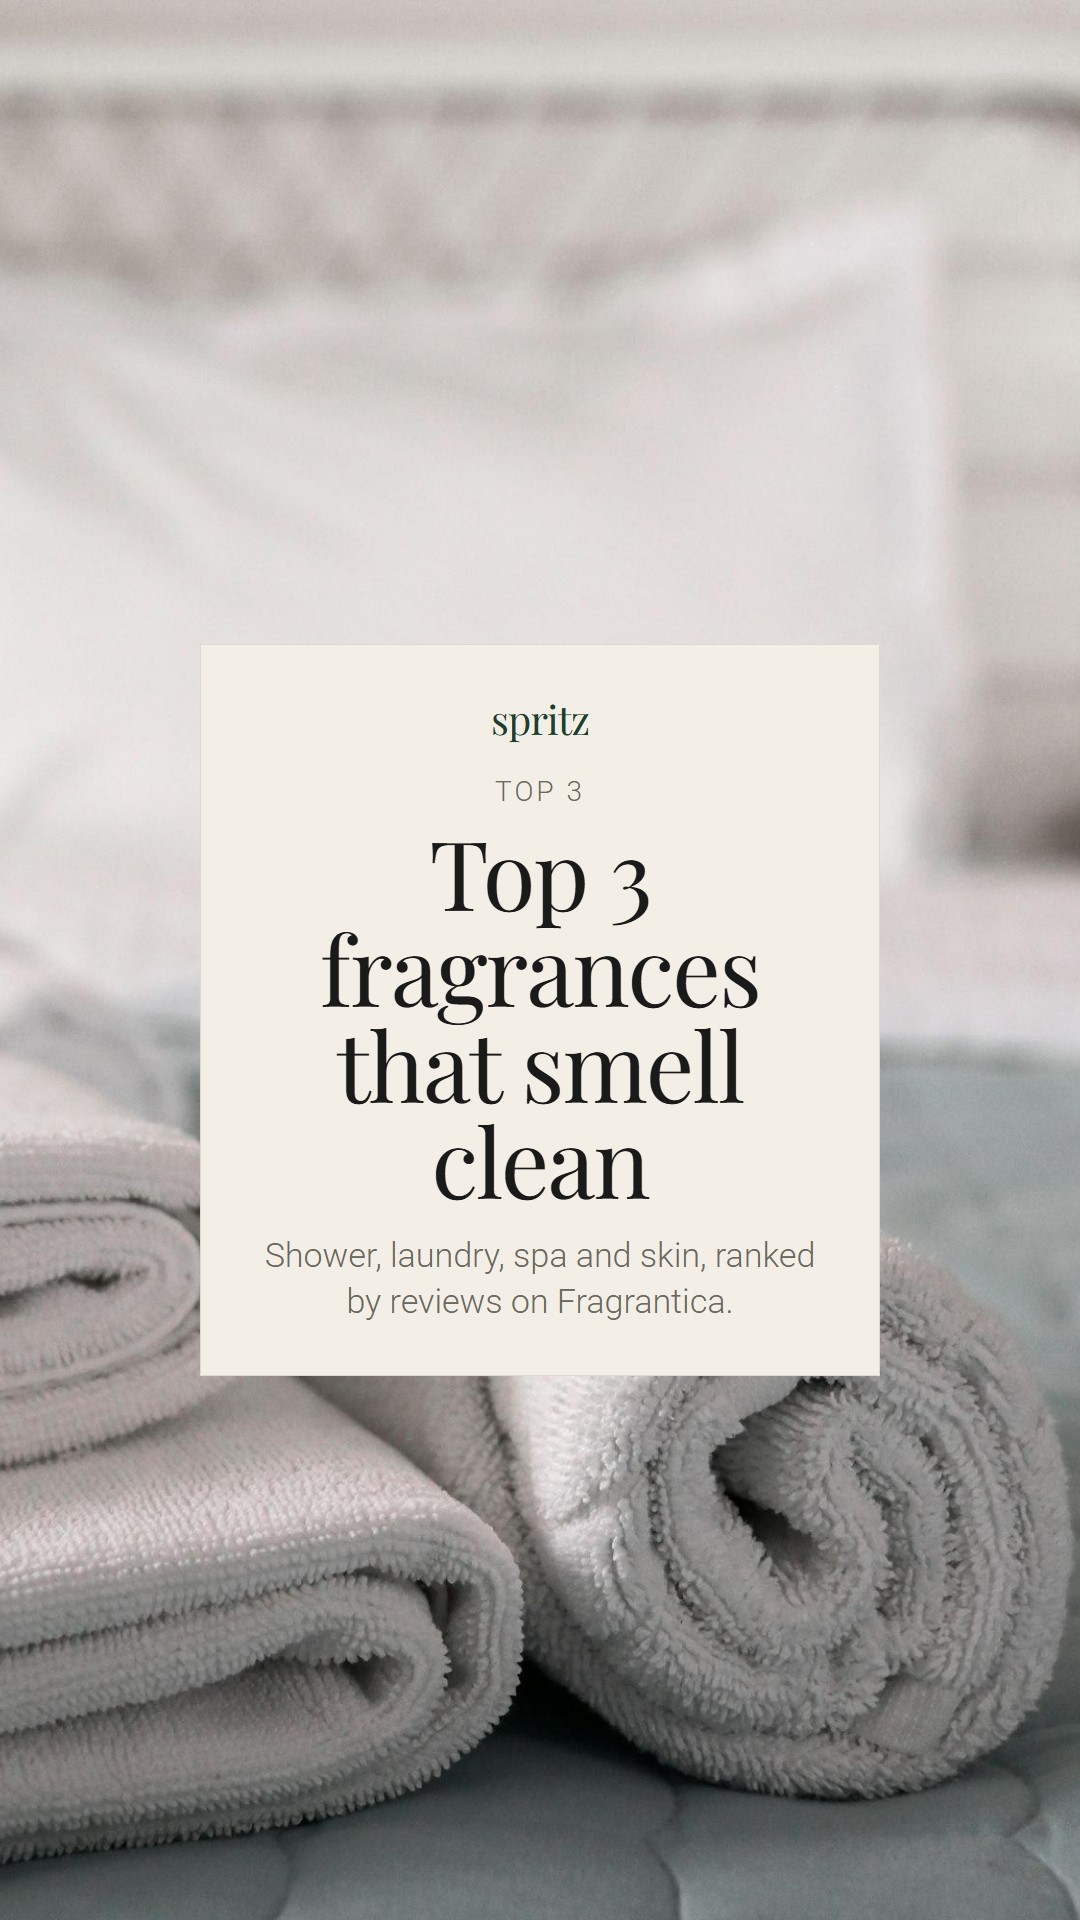 spritz
TOP 3
Top 3
fragrances
that smell
clean
Shower, laundry, spa and skin, ranked
by reviews on Fragrantica.